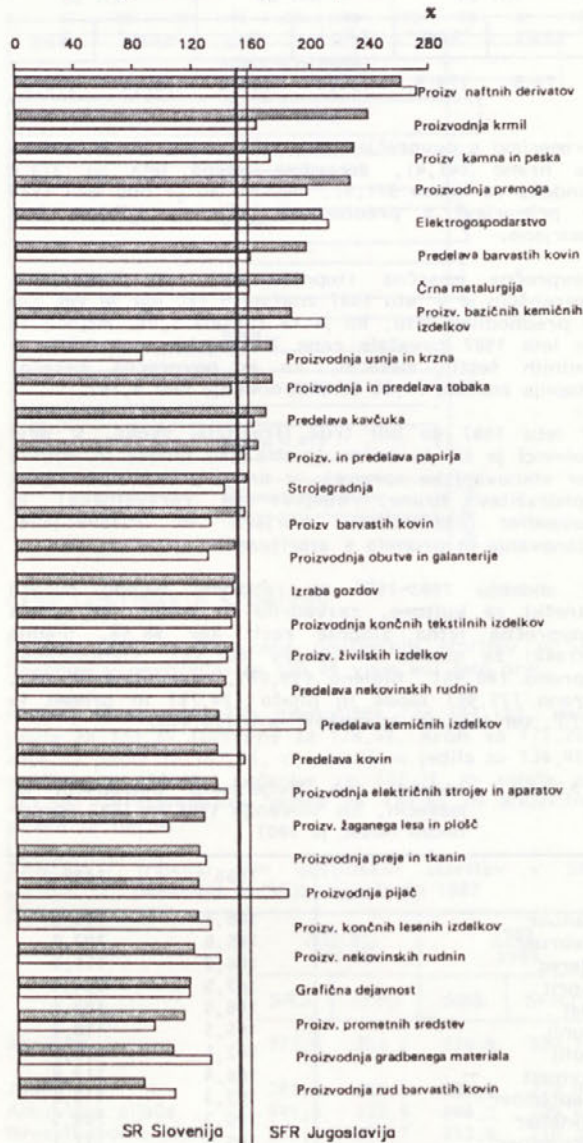 %
0 40 80 120 160 200 240 280
Proizv naftnih derivatov
Proizvodnja krmil
Proizv kamna in peska
Proizvodnja premoga
Elektrogospodarstvo
Predelava barvastih kovin
Črna metalurgija
Proizv. bazičnih kemičnih
izdelkov
Proizvodnja usnja in krzna
Proizvodnja in predelava tobaka
Predelava kavčuka
Proizv. in predelava papirja
Strojegradnja
Proizv barvastih kovin
Proizvodnja obutve in galanterije
Izraba gozdov
Proizvodnja končnih tekstilnih izdelkov
Proizv. živilskih izdelkov
Predelava nekovinskih rudnin
Predelava kemičnih izdelkov
Predelava kovin
Proizvodnja električnih strojev in aparatov
Proizv. žaganega lesa in plošč
Proizvodnja preje in tkanin
Proizvodnja pijač
Proizv. končnih lesenih izdelkov
Proizv. nekovinskih rudnin
Grafična dejavnost
Proizv. prometnih sredstev
Proizvodnja gradbenega materiala
Proizvodnja rud barvastih kovin
SR Slovenija SFR Jugoslavija